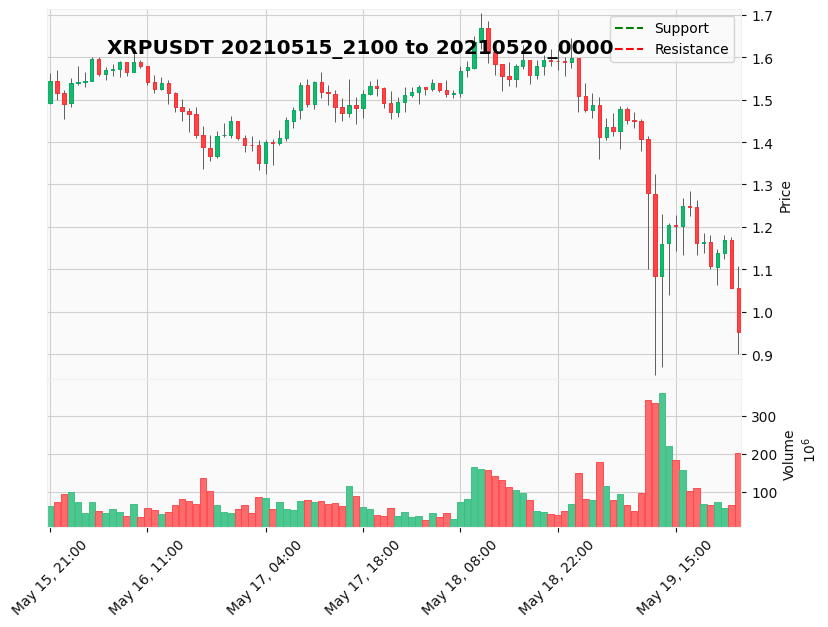 XRPUSDT 20210515_2100 to 20210520_0000
Support
Resistance
1.7
1.6
1.5
1.4
1.3
1.2
1.1
1.0
0.9
Price
300
200
100
Volume
10^6
May 15, 21:00
May 16, 11:00
May 17, 04:00
May 17, 18:00
May 18, 08:00
May 18, 22:00
May 19, 15:00